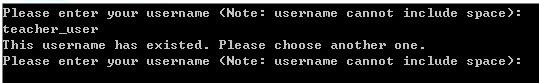 Please enter your username (Note: username cannot include space):
teacher_user
This username has existed. Please choose another one.
Please enter your username (Note: username cannot include space):